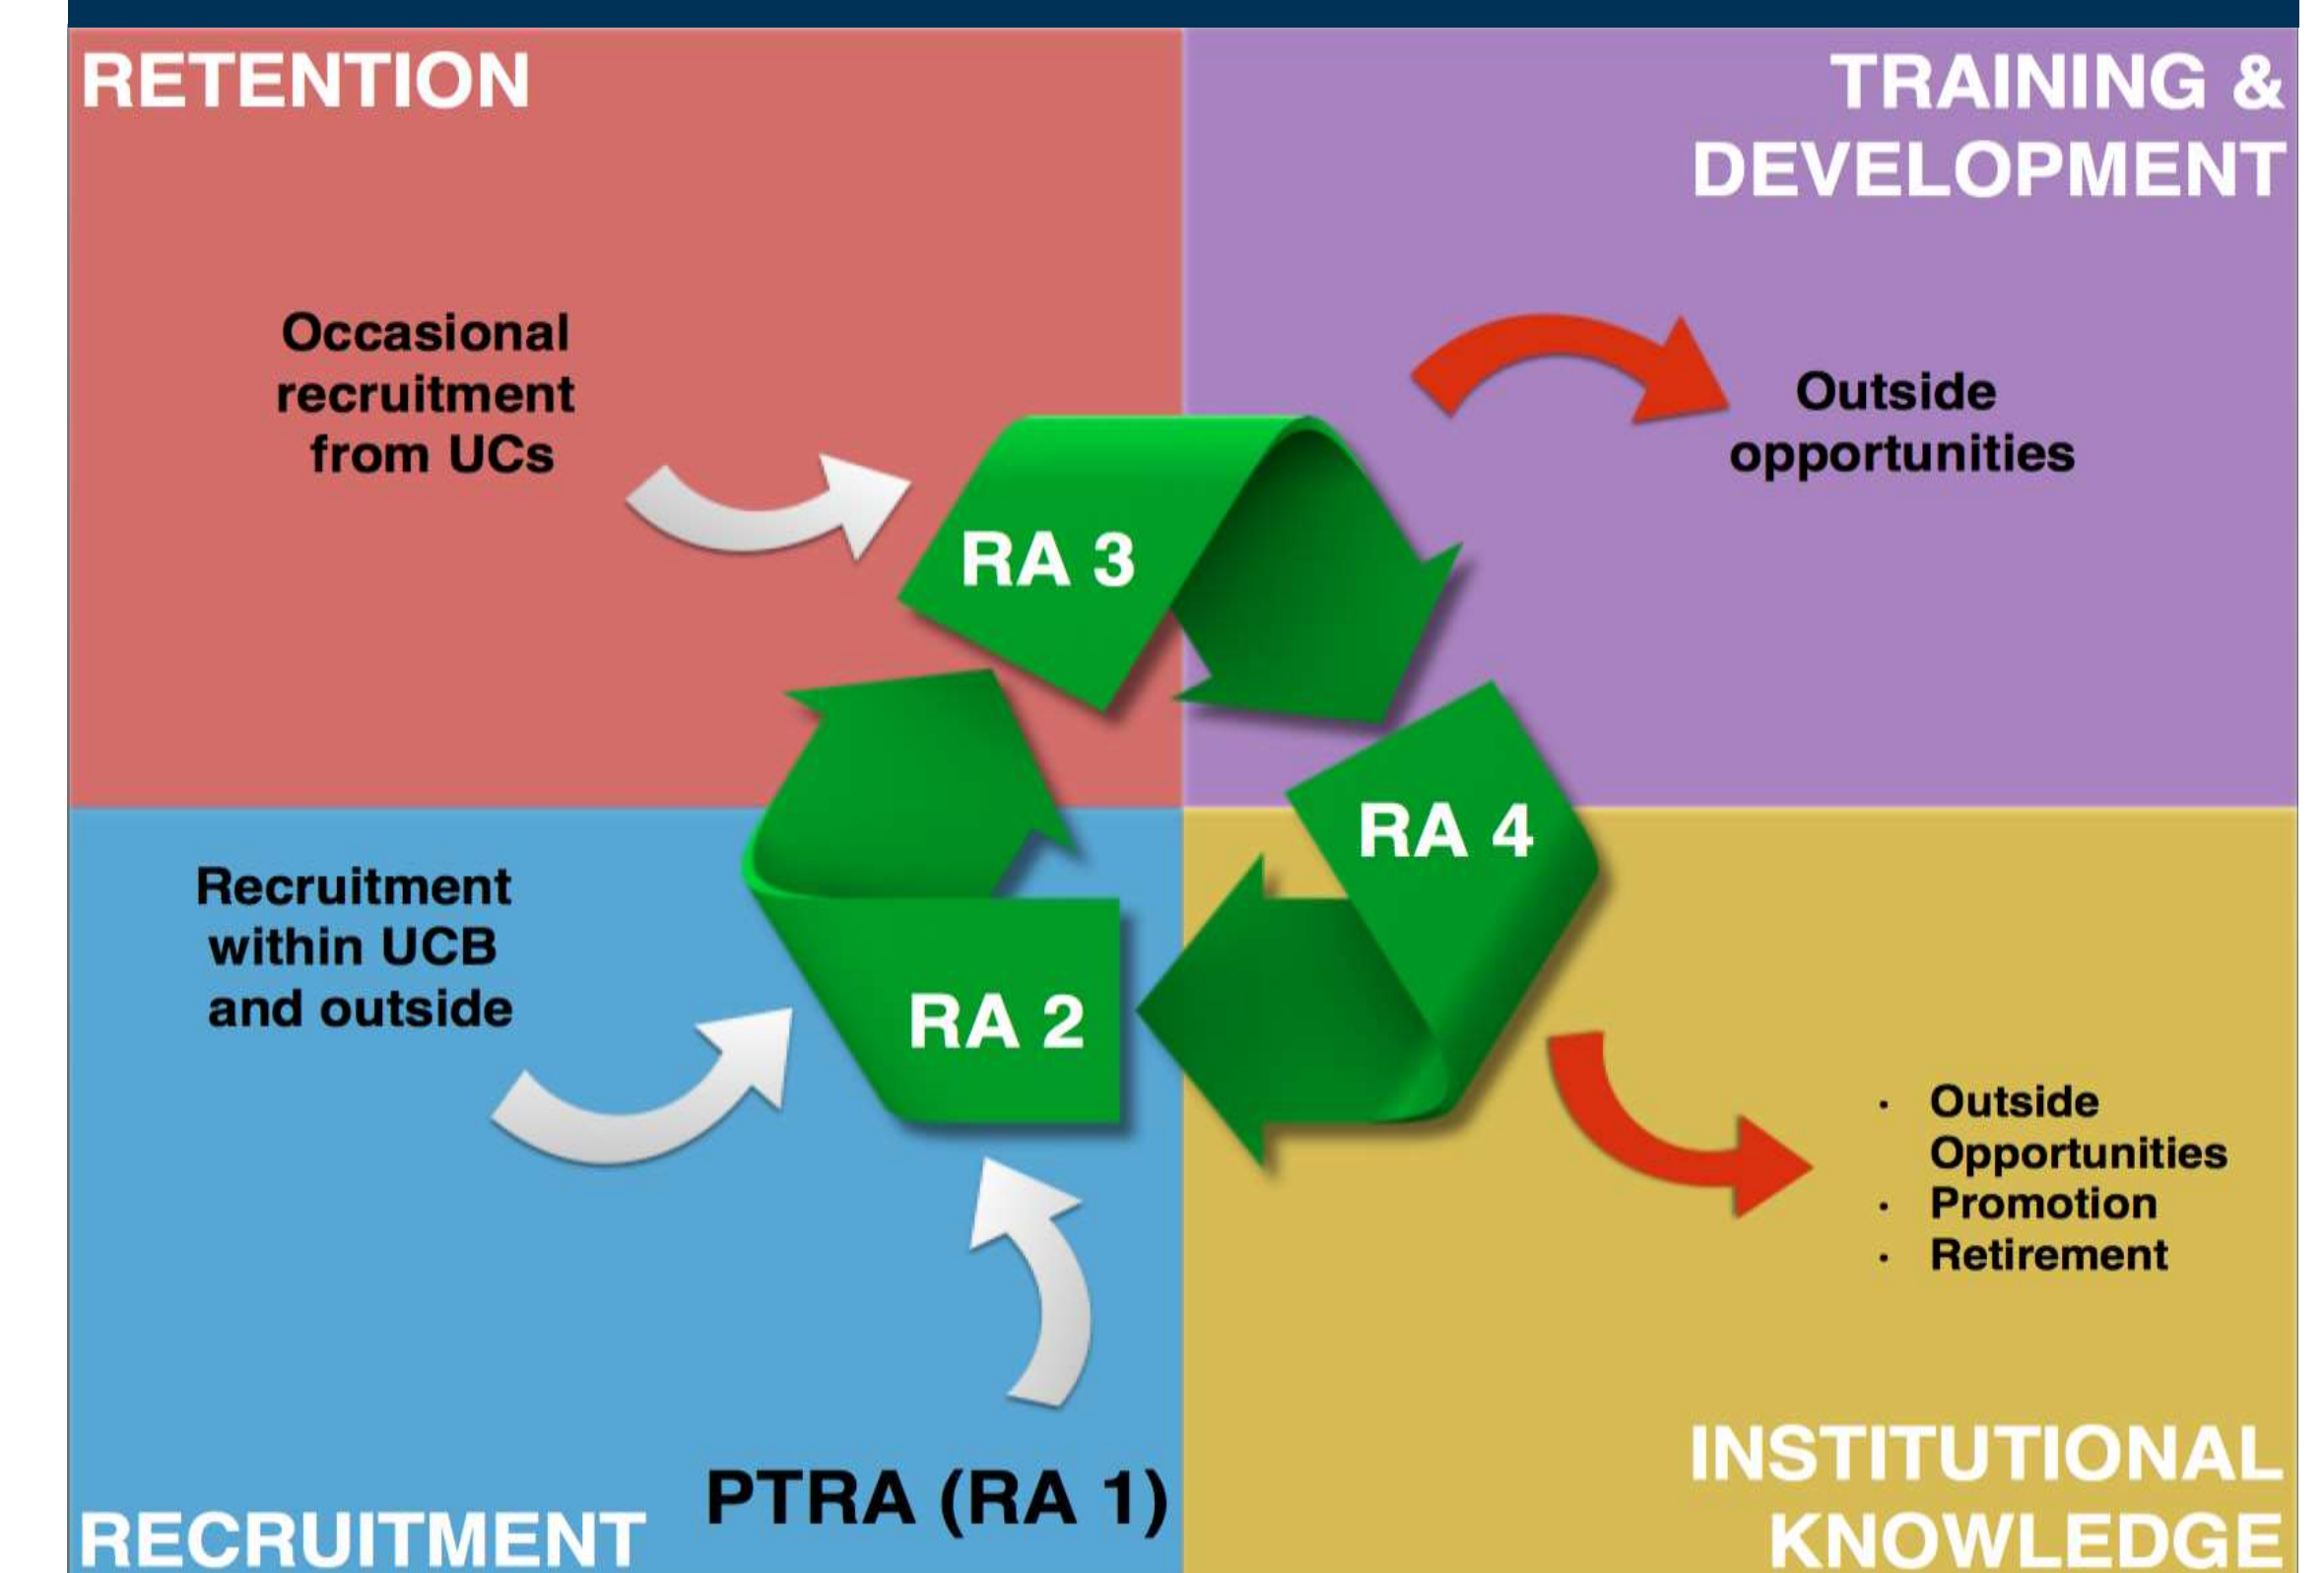 RETENTION
TRAINING &
DEVELOPMENT
Occasional
recruitment
from UCs
Outside
opportunities
RA 3
RA 4
Recruitment
within UCB
and outside
RA 2
· Outside
Opportunities
· Promotion
· Retirement
PTRA (RA 1)
RECRUITMENT
INSTITUTIONAL
KNOWLEDGE